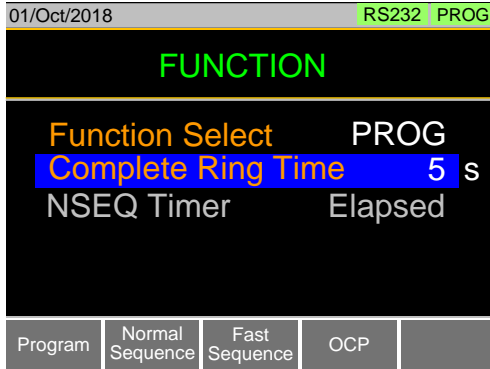 01/Oct/2018 RS232 PROG
FUNCTION
Function Select PROG
Complete Ring Time 5 s
NSEQ Timer Elapsed
Program Normal Sequence Fast Sequence OCP